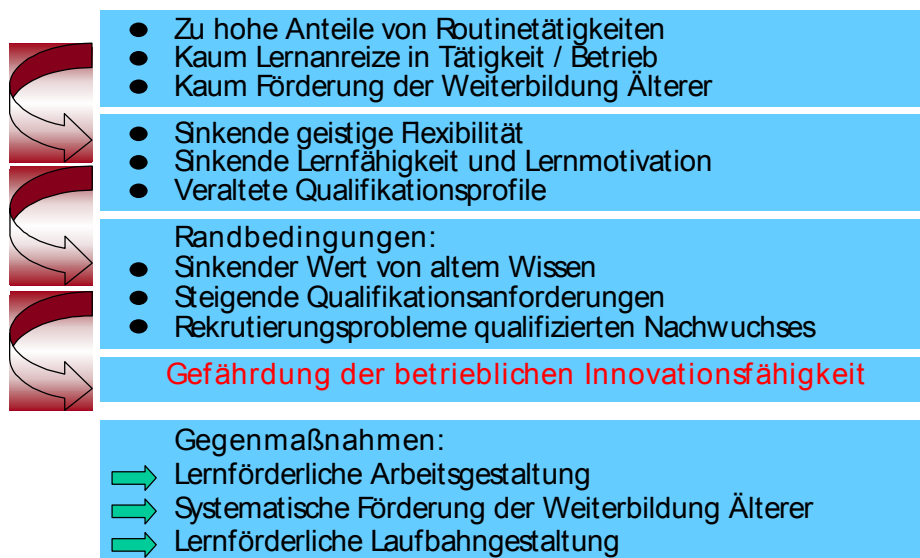 ● Zu hohe Anteile von Routinetätigkeiten
● Kaum Lernanreize in Tätigkeit / Betrieb
● Kaum Förderung der Weiterbildung Älterer
● Sinkende geistige Flexibilität
● Sinkende Lernfähigkeit und Lernmotivation
● Veraltete Qualifikationsprofile
Randbedingungen:
● Sinkender Wert von altem Wissen
● Steigende Qualifikationsanforderungen
● Rekrutierungsprobleme qualifizierten Nachwuchses
Gefährdung der betrieblichen Innovationsfähigkeit
Gegenmaßnahmen:
Lernförderliche Arbeitsgestaltung
Systematische Förderung der Weiterbildung Älterer
Lernförderliche Laufbahngestaltung